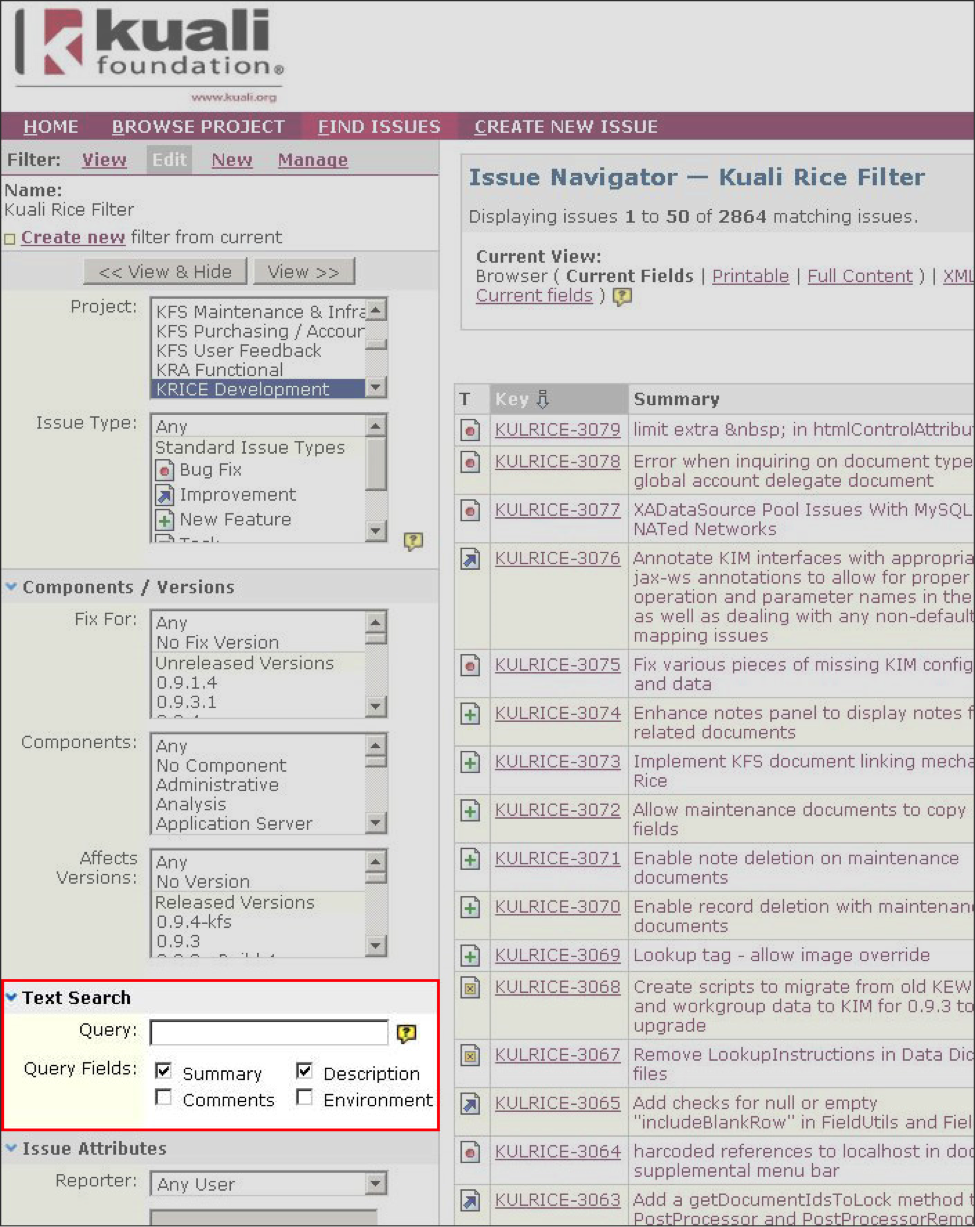 kuali
foundation®
www.kuali.org
HOME BROWSE PROJECT FIND ISSUES CREATE NEW ISSUE
Filter: View Edit New Manage
Name:
Kuali Rice Filter
Create new filter from current
<< View & Hide View >>
Project:
KFS Maintenance & Infra
KFS Purchasing / Accour
KFS User Feedback
KRA Functional
KRICE Development
Issue Type:
Any
Standard Issue Types
Bug Fix
Improvement
New Feature
Components / Versions
Fix For:
Any
No Fix Version
Unreleased Versions
0.9.1.4
0.9.3.1
Components:
Any
No Component
Administrative
Analysis
Application Server
Affects
Versions:
Any
No Version
Released Versions
0.9.4-kfs
0.9.3
Text Search
Query:
Query Fields:
Summary Description
Comments Environment
Issue Attributes
Reporter: Any User
Issue Navigator — Kuali Rice Filter
Displaying issues 1 to 50 of 2864 matching issues.
Current View:
Browser ( Current Fields | Printable | Full Content ) | XML
Current fields )
T Key Summary
KULRICE-3079 limit extra &nbsp; in htmlControlAttribu
KULRICE-3078 Error when inquiring on document type
global account delegate document
KULRICE-3077 XADataSource Pool Issues With MySQL
NATed Networks
KULRICE-3076 Annotate KIM interfaces with appropria
jax-ws annotations to allow for proper
operation and parameter names in the
as well as dealing with any non-default
mapping issues
KULRICE-3075 Fix various pieces of missing KIM config
and data
KULRICE-3074 Enhance notes panel to display notes f
related documents
KULRICE-3073 Implement KFS document linking mecha
Rice
KULRICE-3072 Allow maintenance documents to copy
fields
KULRICE-3071 Enable note deletion on maintenance
documents
KULRICE-3070 Enable record deletion with maintenan
documents
KULRICE-3069 Lookup tag - allow image override
KULRICE-3068 Create scripts to migrate from old KEW
and workgroup data to KIM for 0.9.3 to
upgrade
KULRICE-3067 Remove LookupInstructions in Data Dic
files
KULRICE-3065 Add checks for null or empty
"includeBlankRow" in FieldUtils and Fiel
KULRICE-3064 harcoded references to localhost in doc
supplemental menu bar
KULRICE-3063 Add a getDocumentIdsToLock method t
PostProcessor and PostProcessorRemo